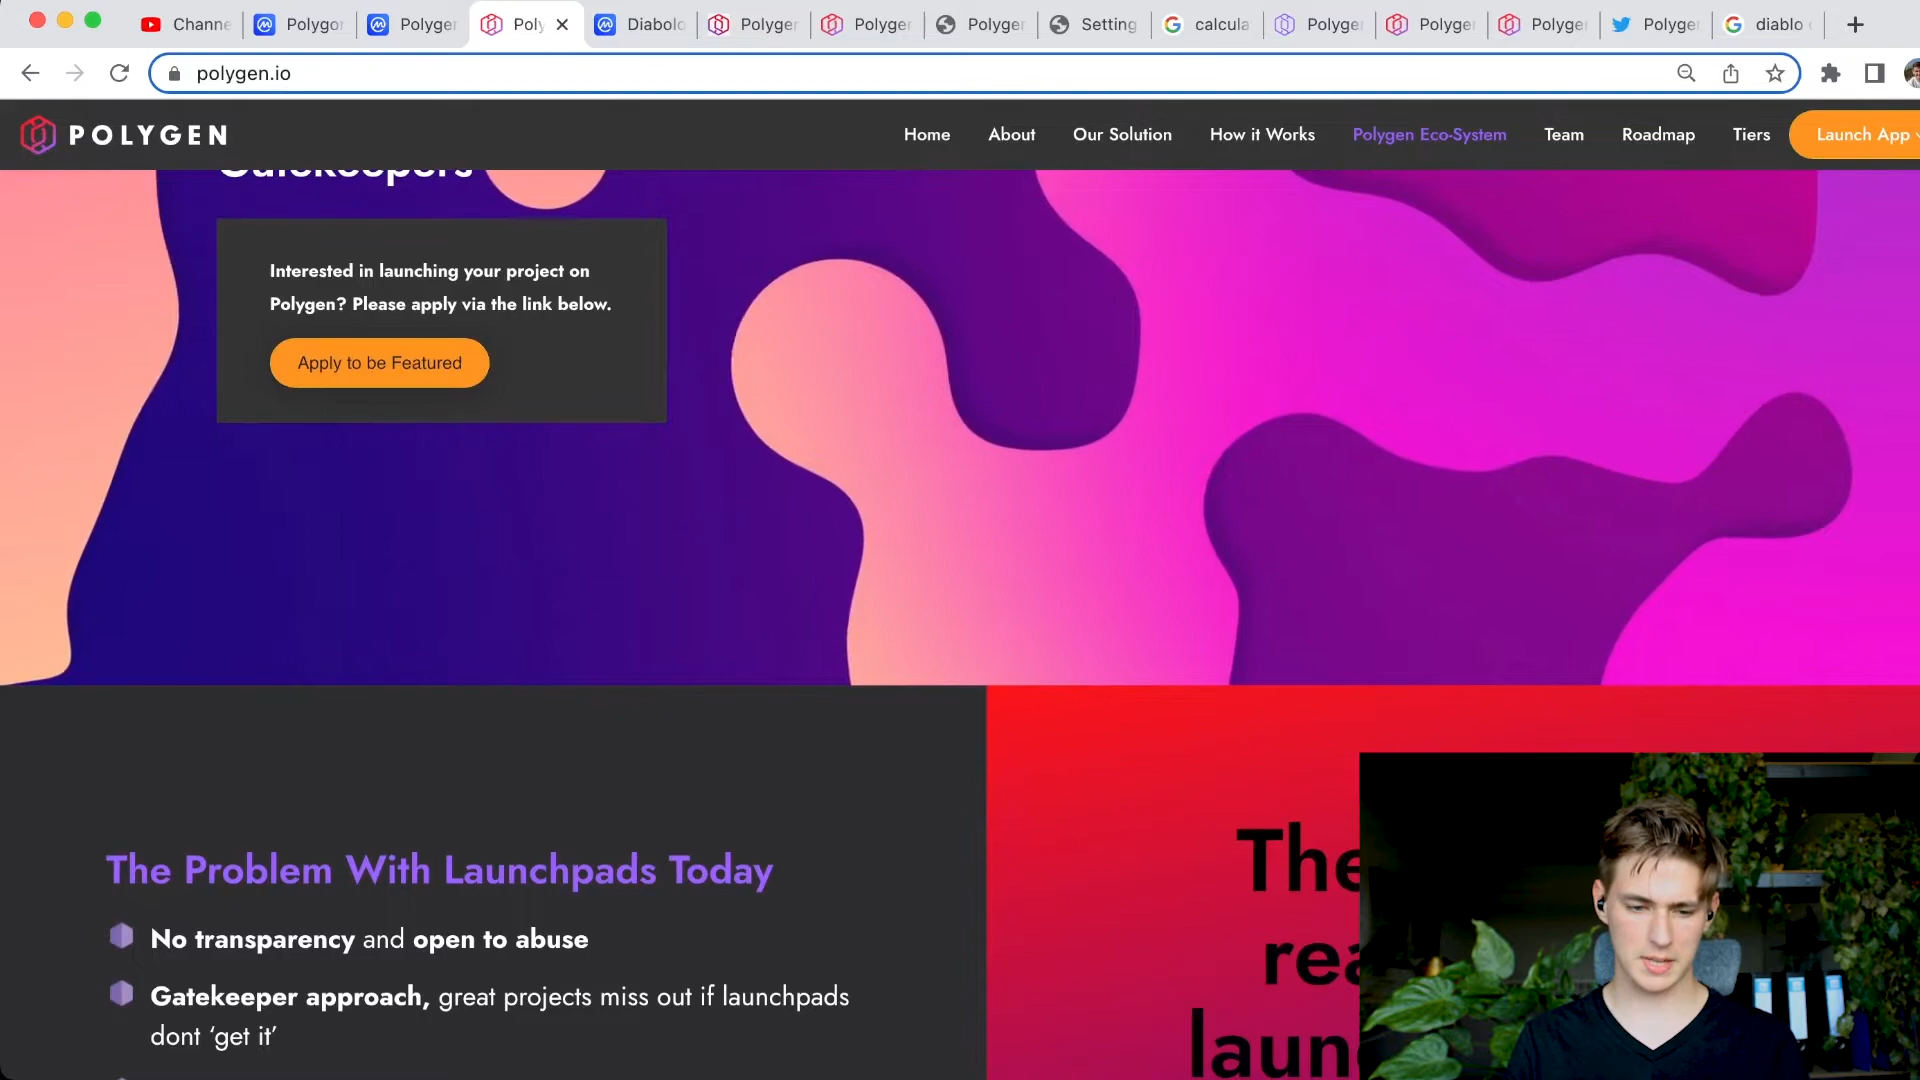 Channe
Polygo
Polyge
Poly
Diabolo
Polyge
Polyge
Polyge
Setting
calcula
Polyge
Polyge
Polyge
Polyge
diablo
polygen.io
POLYGEN
Home
About
Our Solution
How it Works
Polygen Eco-System
Team
Roadmap
Tiers
Launch App
Gatekeepers
Interested in launching your project on
Polygen? Please apply via the link below.
Apply to be Featured
The Problem With Launchpads Today
No transparency and open to abuse
Gatekeeper approach, great projects miss out if launchpads
dont ‘get it’
The
rea
laun